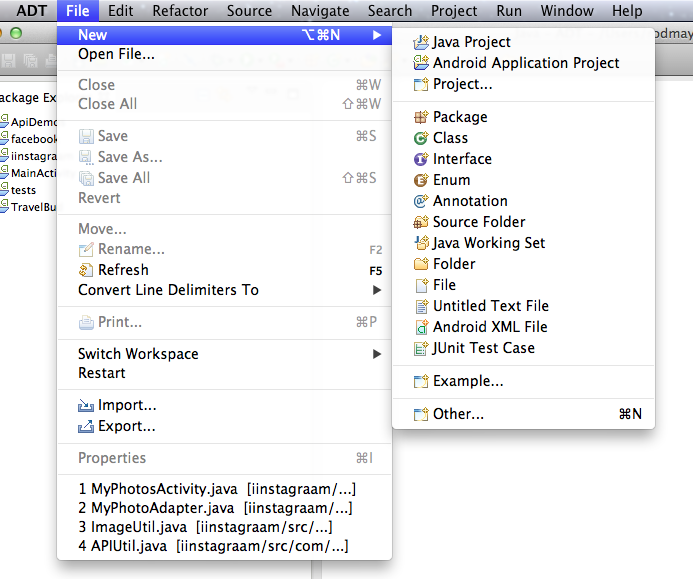 ADT File Edit Refactor Source Navigate Search Project Run Window Help
New ⌥⌘N ▶
Open File...
Close ⌘W
Close All ⇧⌘W
Save ⌘S
Save As...
Save All ⇧⌘S
Revert
Move...
Rename... F2
Refresh F5
Convert Line Delimiters To ▶
Print... ⌘P
Switch Workspace ▶
Restart
Import...
Export...
Properties ⌘I
1 MyPhotosActivity.java [iinstagraam/...]
2 MyPhotoAdapter.java [iinstagraam/...]
3 ImageUtil.java [iinstagraam/src/...]
4 APIUtil.java [iinstagraam/src/com/...]
Java Project
Android Application Project
Project...
Package
Class
Interface
Enum
Annotation
Source Folder
Java Working Set
Folder
File
Untitled Text File
Android XML File
JUnit Test Case
Example...
Other... ⌘N
ackage Ex
ApiDemo
facebook
iinstagraa
MainActi
tests
TravelBu
odmay